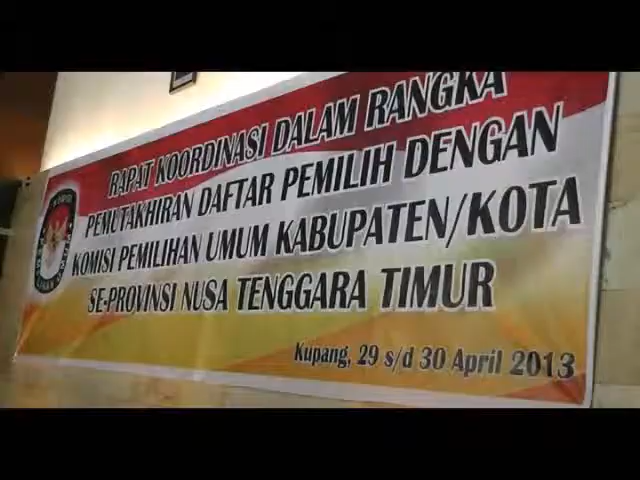 RAPAT KOORDINASI DALAM RANGKA
PEMUTAKHIRAN DAFTAR PEMILIH DENGAN
KOMISI PEMILIHAN UMUM KABUPATEN/KOTA
SE-PROVINSI NUSA TENGGARA TIMUR
Kupang, 29 s/d 30 April 2013